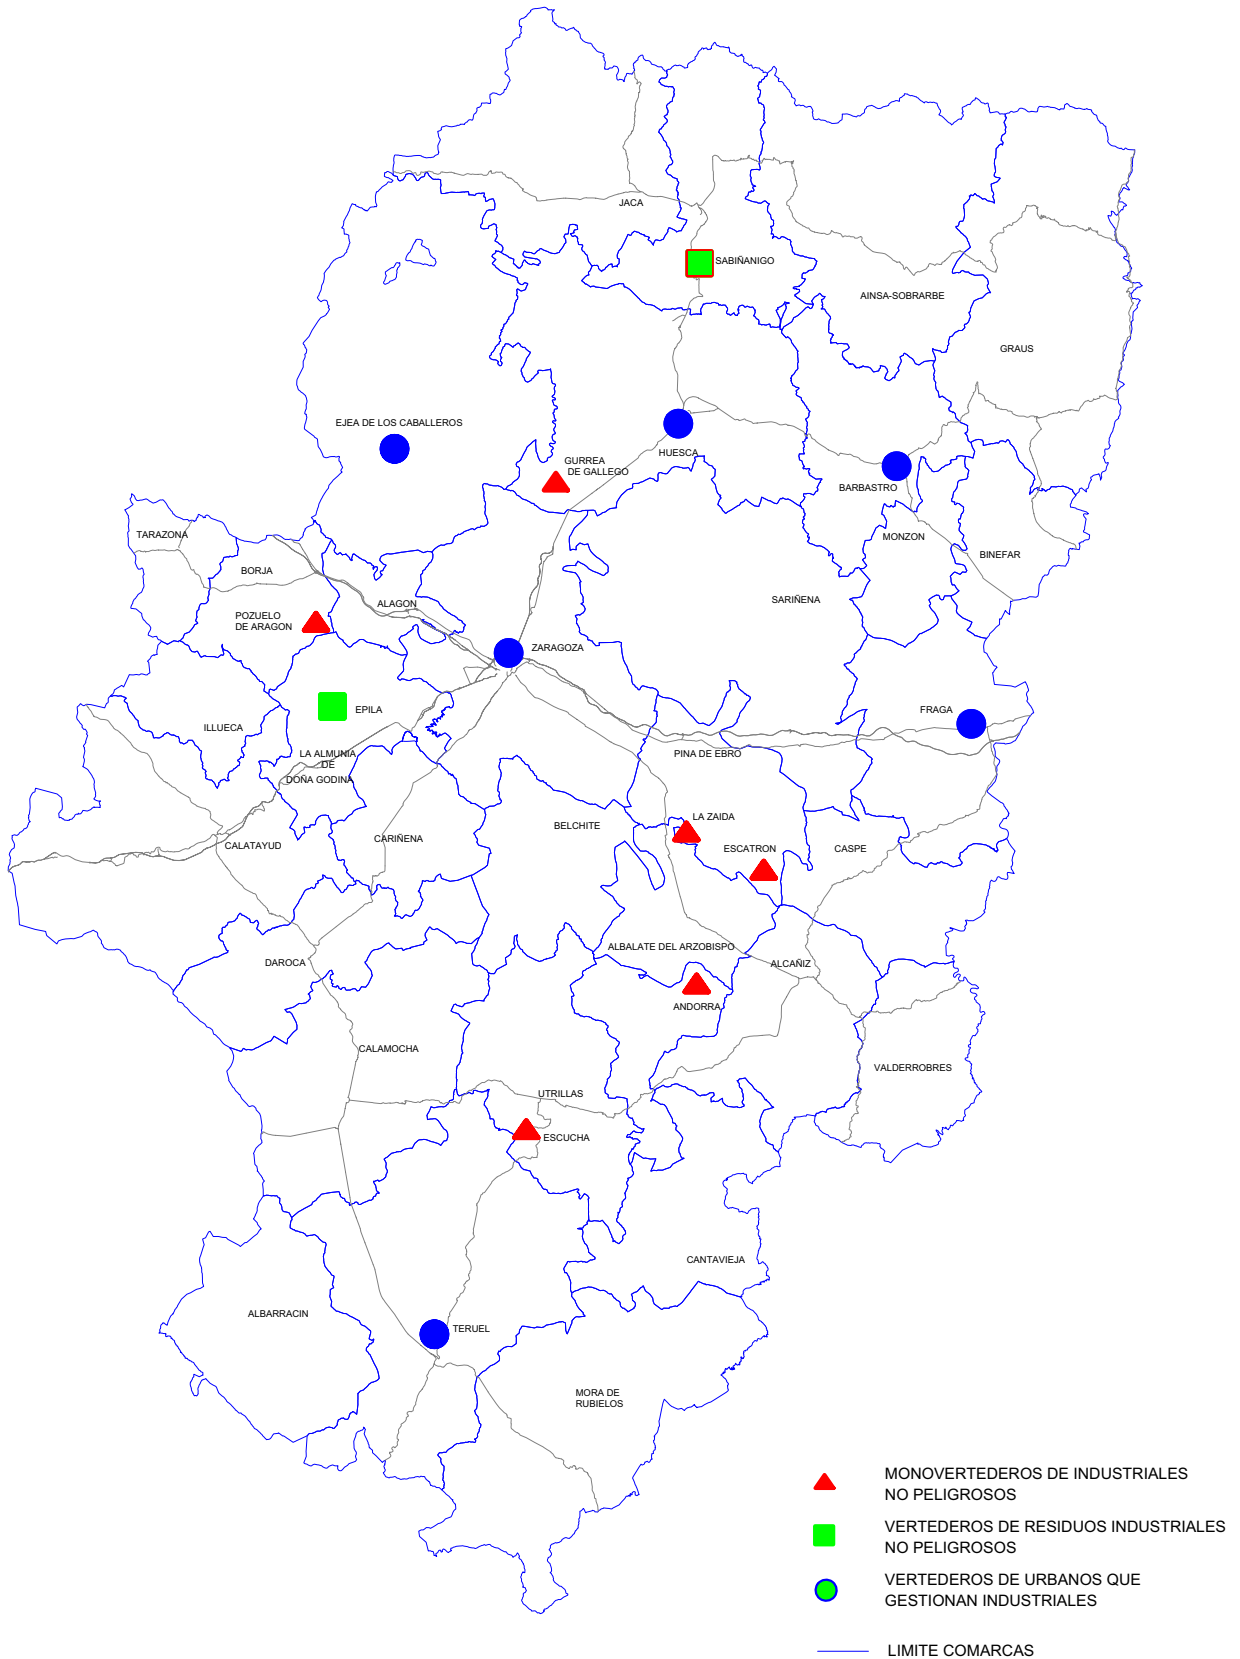 JACA
SABIÑANIGO
AINSA-SOBRARBE
GRAUS
EJEA DE LOS CABALLEROS
HUESCA
GURREA
DE GALLEGO
BARBASTRO
TARAZONA
MONZON
BINEFAR
BORJA
ALAGON
SARIÑENA
POZUELO
DE ARAGON
ZARAGOZA
EPILA
FRAGA
ILLUECA
LA ALMUNIA
DE
DOÑA GODINA
PINA DE EBRO
LA ZAIDA
BELCHITE
CARIÑENA
CALATAYUD
ESCATRON
CASPE
ALBALATE DEL ARZOBISPO
DAROCA
ALCAÑIZ
ANDORRA
CALAMOCHA
VALDERROBRES
UTRILLAS
ESCUCHA
CANTAVIEJA
ALBARRACIN
TERUEL
MORA DE
RUBIELOS
MONOVERTEDEROS DE INDUSTRIALES
NO PELIGROSOS
VERTEDEROS DE RESIDUOS INDUSTRIALES
NO PELIGROSOS
VERTEDEROS DE URBANOS QUE
GESTIONAN INDUSTRIALES
LIMITE COMARCAS